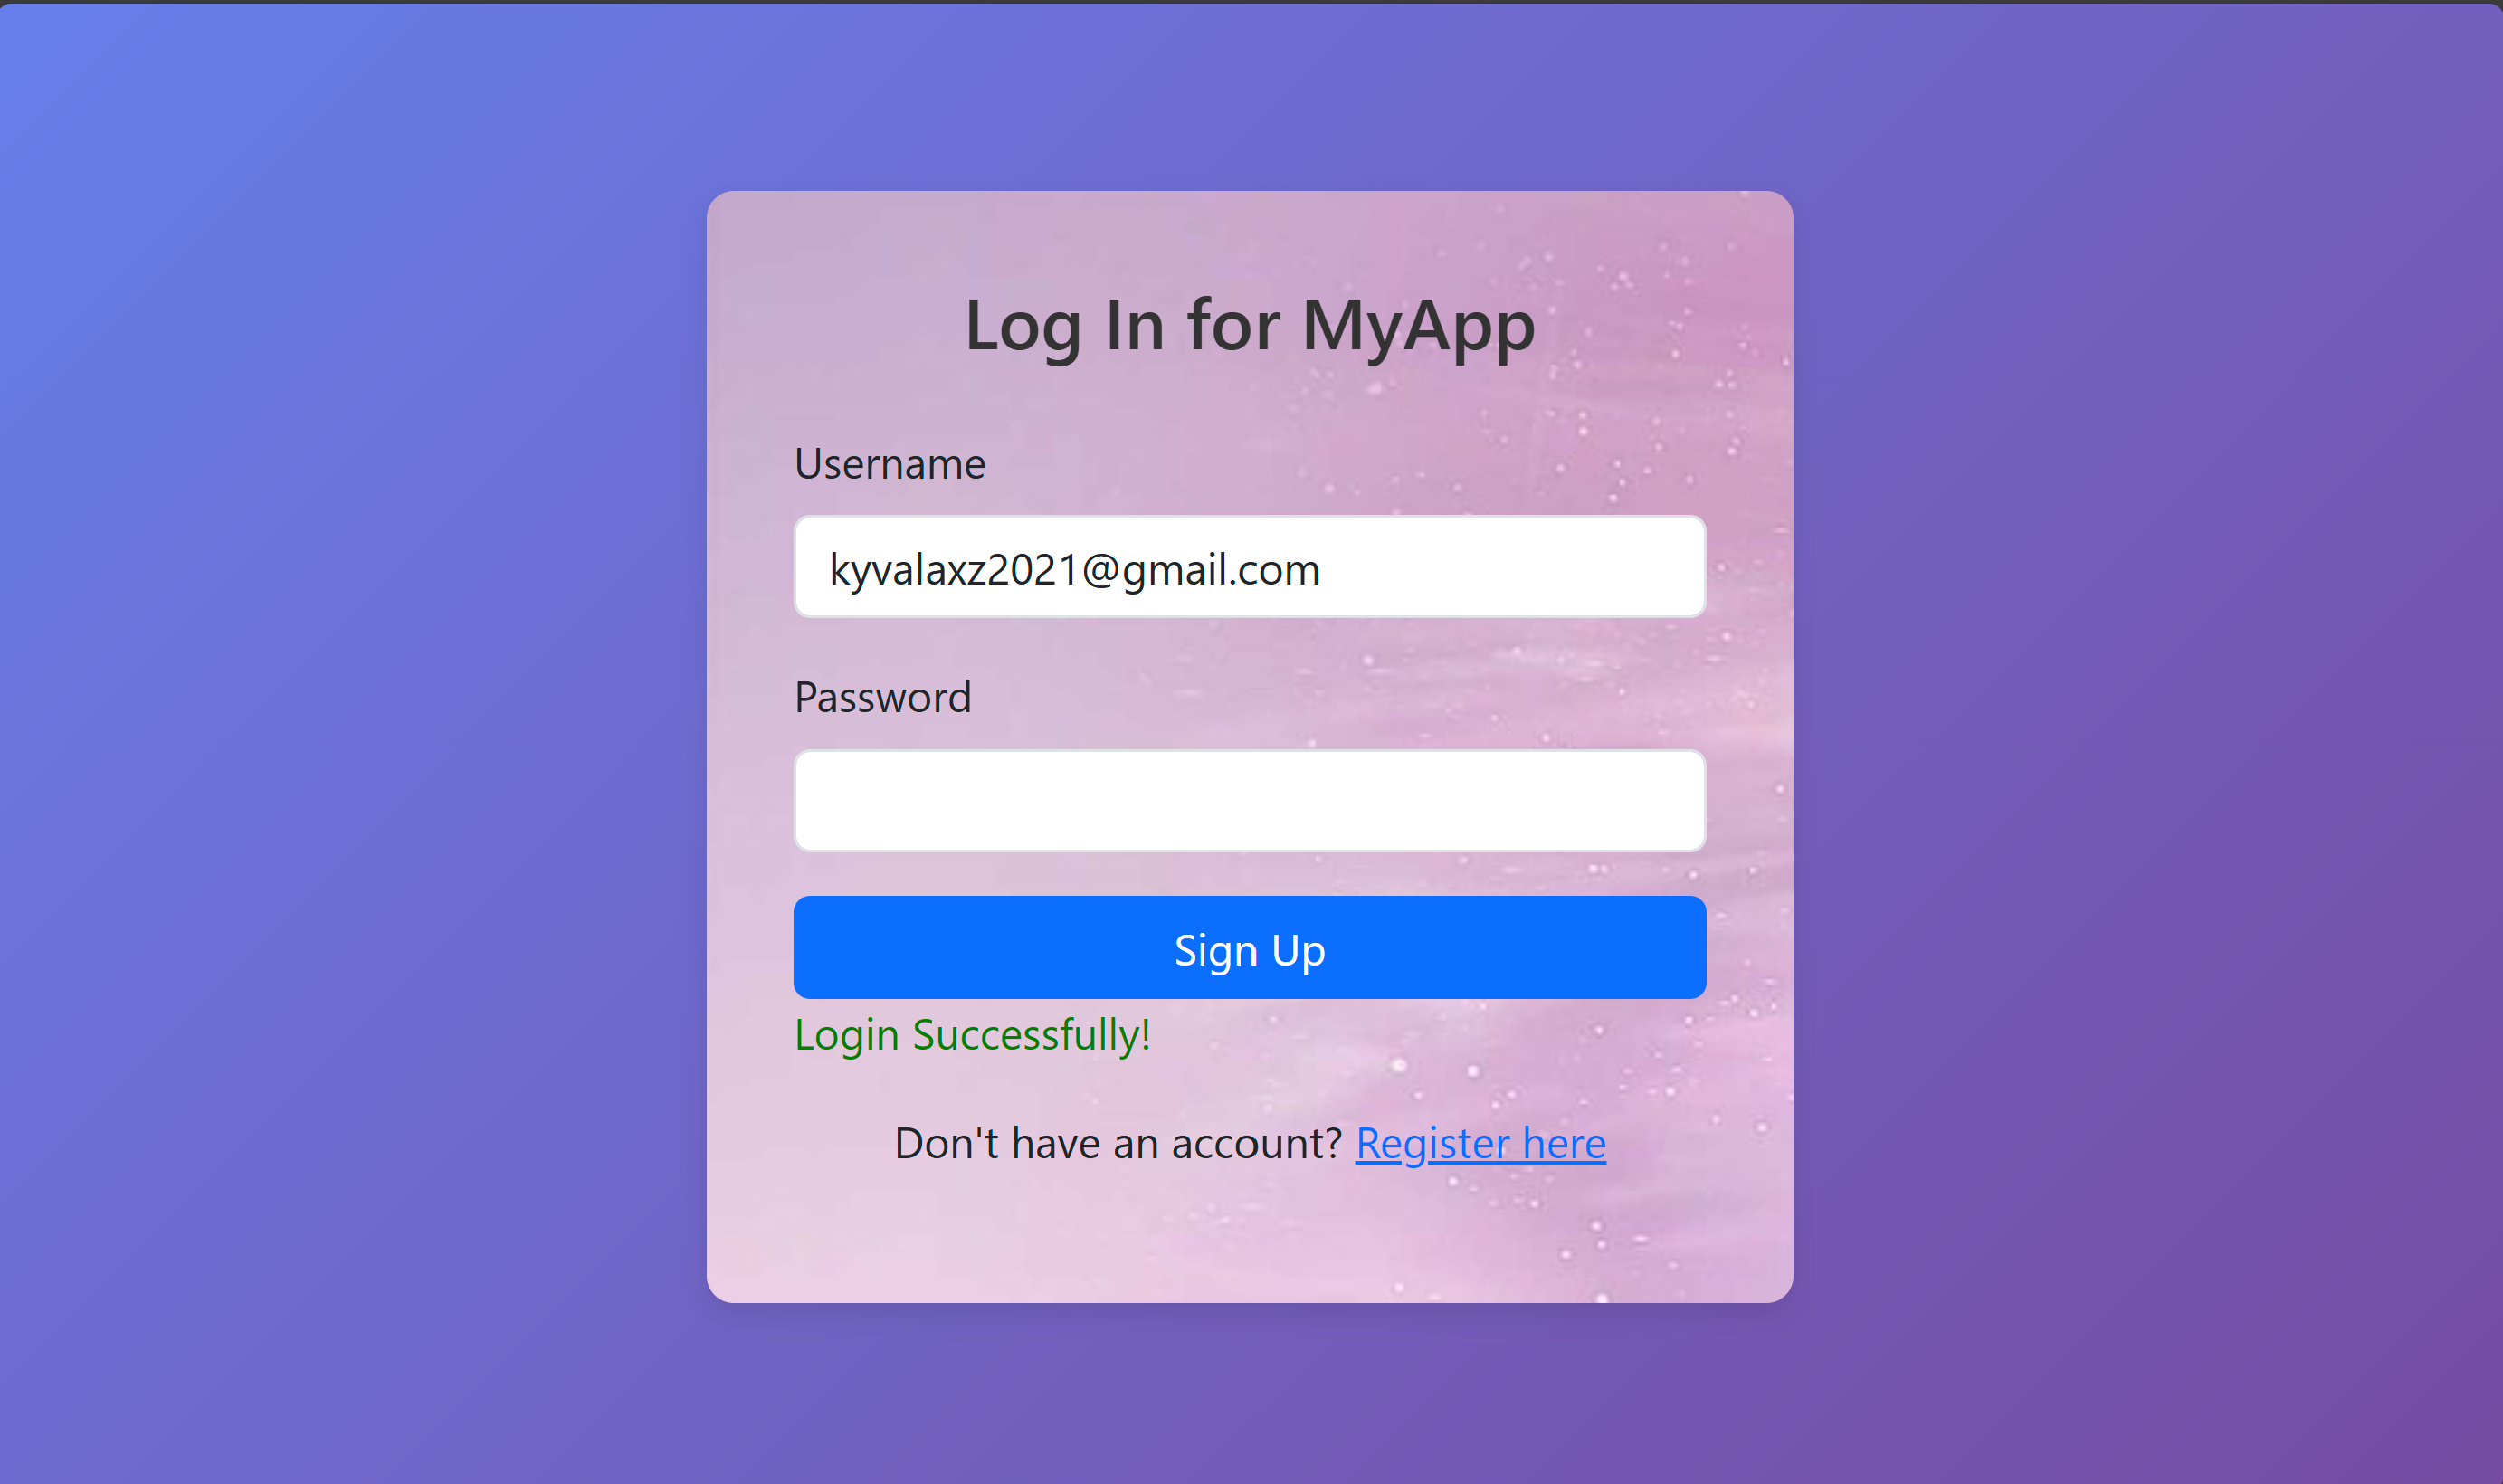 Log In for MyApp
Username
kyvalaxz2021@gmail.com
Password
Sign Up
Login Successfully!
Don't have an account? Register here